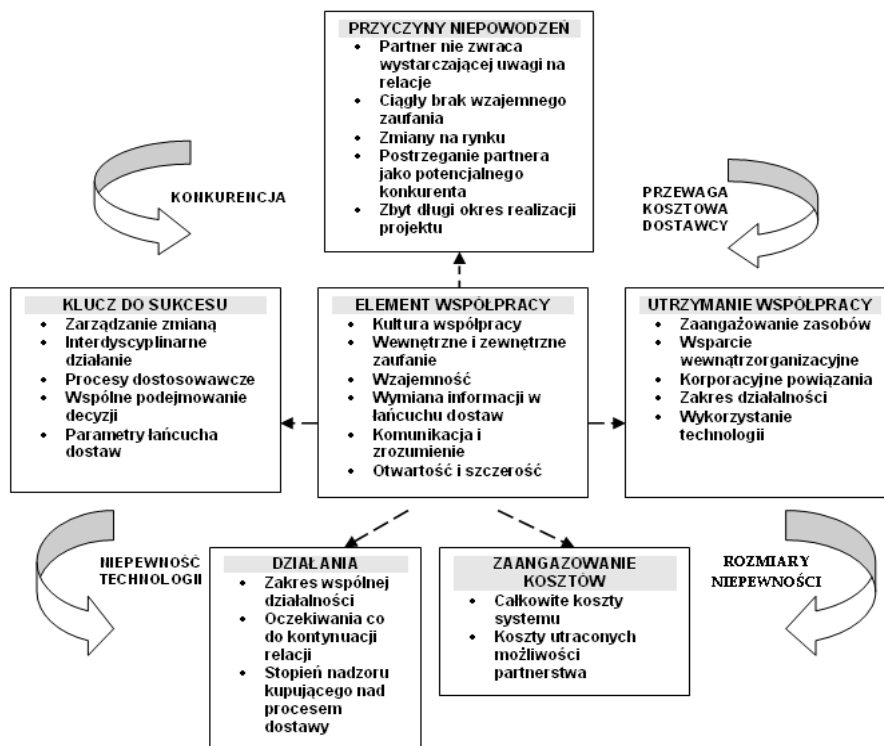 PRZYCZYNY NIEPOWODZEŃ
• Partner nie zwraca
wystarczającej uwagi na
relacje
• Ciągły brak wzajemnego
zaufania
• Zmiany na rynku
• Postrzeganie partnera
jako potencjalnego
konkurenta
• Zbyt długi okres realizacji
projektu
KONKURENCJA
PRZEWAGA
KOSZTOWA
DOSTAWCY
KLUCZ DO SUKCESU
• Zarządzanie zmianą
• Interdyscyplinarne
działanie
• Procesy dostosowawcze
• Wspólne podejmowanie
decyzji
• Parametry łańcucha
dostaw
ELEMENT WSPÓŁPRACY
• Kultura współpracy
• Wewnętrzne i zewnętrzne
zaufanie
• Wzajemność
• Wymiana informacji w
łańcuchu dostaw
• Komunikacja i
zrozumienie
• Otwartość i szczerość
UTRZYMANIE WSPÓŁPRACY
• Zaangażowanie zasobów
• Wsparcie
wewnątrzorganizacyjne
• Korporacyjne powiązania
• Zakres działalności
• Wykorzystanie
technologii
NIEPEWNOŚĆ
TECHNOLOGII
DZIAŁANIA
• Zakres wspólnej
działalności
• Oczekiwania co
do kontynuacji
relacji
• Stopień nadzoru
kupującego nad
procesem
dostawy
ZAANGAZOWANIE
KOSZTÓW
• Całkowite koszty
systemu
• Koszty utraconych
możliwości
partnerstwa
ROZMIARY
NIEPEWNOŚCI